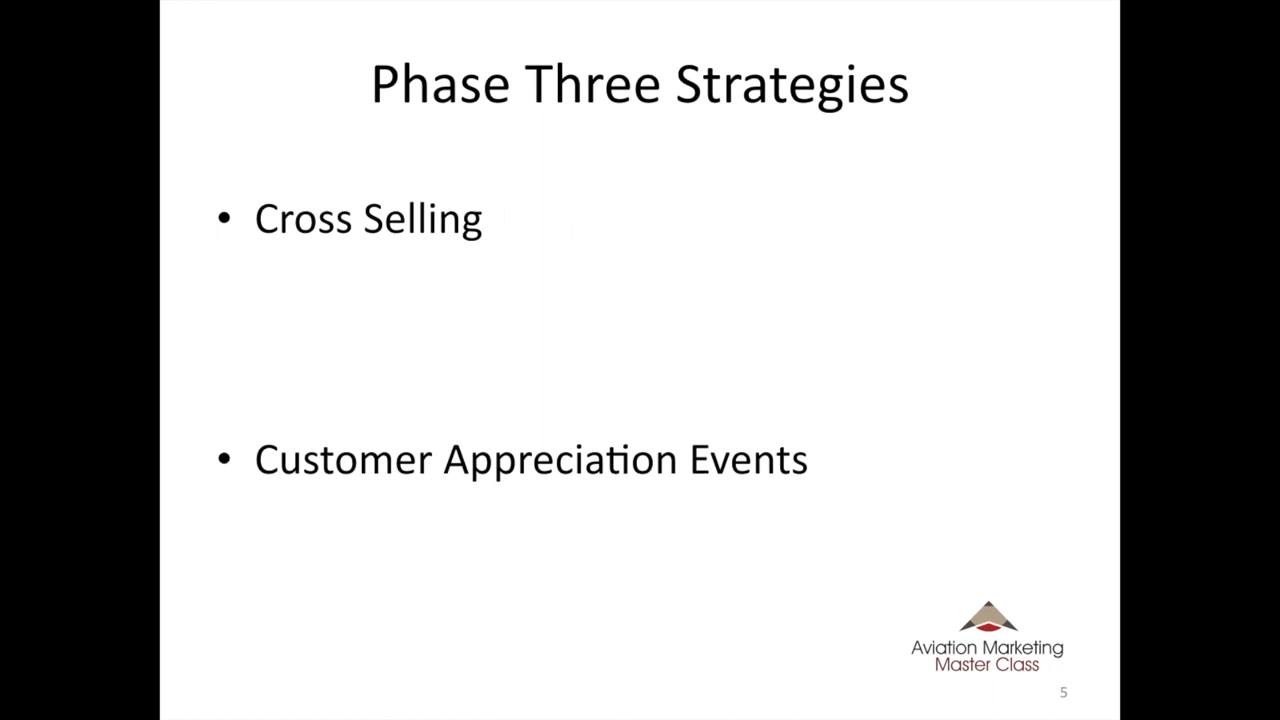 Phase Three Strategies
• Cross Selling
• Customer Appreciation Events
Aviation Marketing
Master Class
5